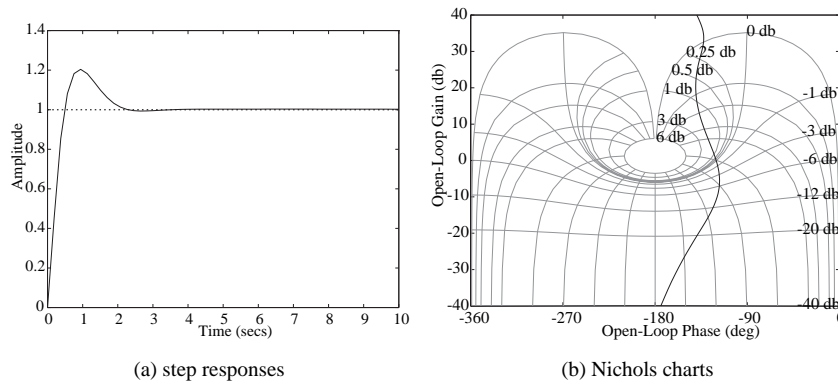 1.4
1.2
1
0.8
0.6
0.4
0.2
0
Amplitude
0 1 2 3 4 5 6 7 8 9 10
Time (secs)
(a) step responses
40
30
20
10
0
-10
-20
-30
-40
Open-Loop Gain (db)
0 db
0.25 db
0.5 db
1 db
3 db
6 db
-1 db
-3 db
-6 db
-12 db
-20 db
-40 db
-360 -270 -180 -90 0
Open-Loop Phase (deg)
(b) Nichols charts